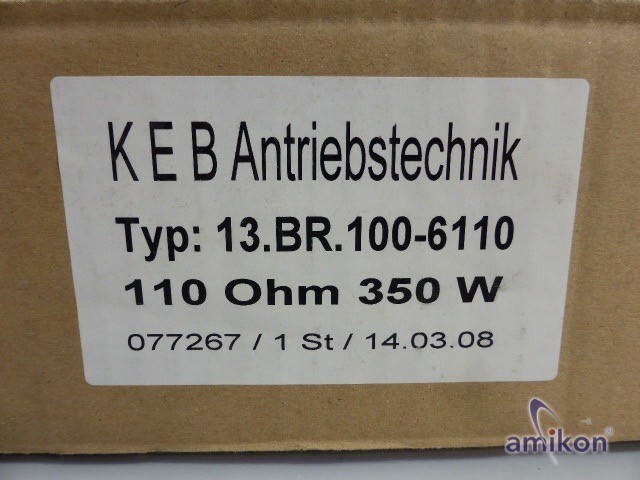 K E B Antriebstechnik
Typ: 13.BR.100-6110
110 Ohm 350 W
077267 / 1 St / 14.03.08
amikon®